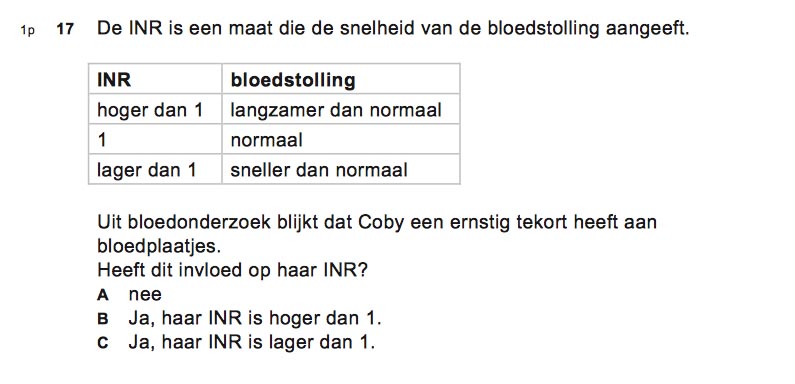 1p 17 De INR is een maat die de snelheid van de bloedstolling aangeeft.
INR bloedstolling
hoger dan 1 langzamer dan normaal
1 normaal
lager dan 1 sneller dan normaal
Uit bloedonderzoek blijkt dat Coby een ernstig tekort heeft aan
bloedplaatjes.
Heeft dit invloed op haar INR?
A nee
B Ja, haar INR is hoger dan 1.
C Ja, haar INR is lager dan 1.